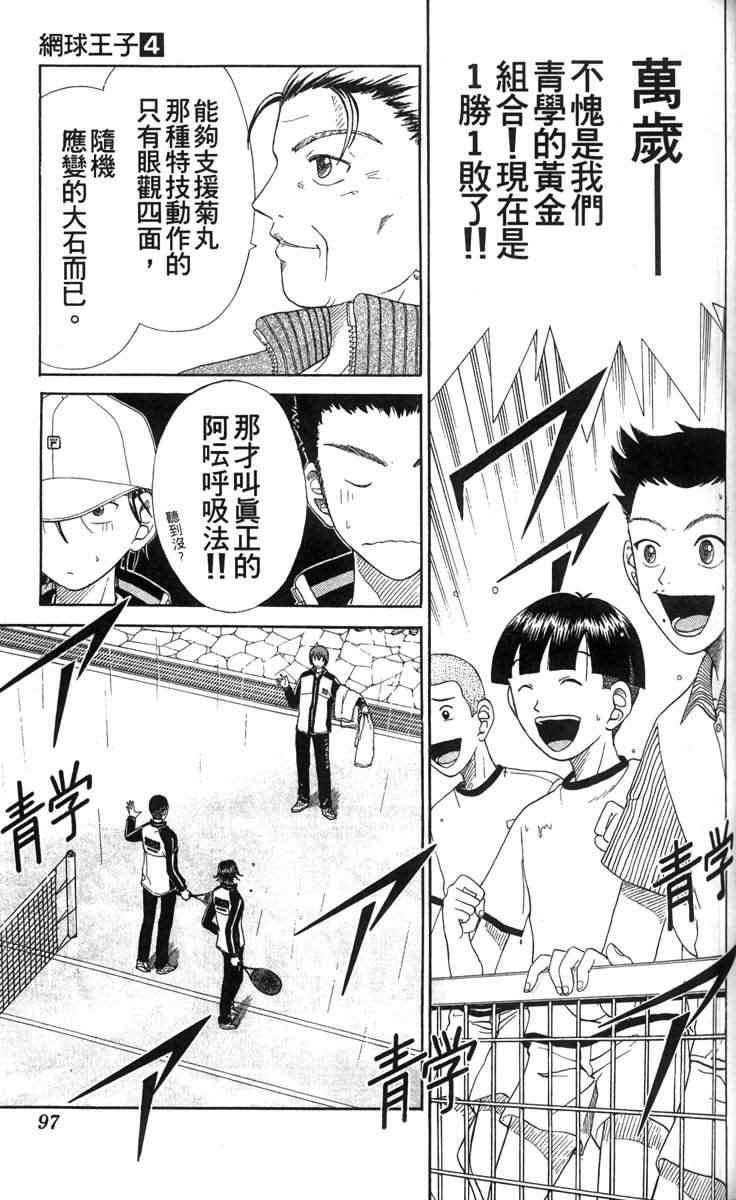 網球王子4
萬歲——
不愧是我們
青學的黃金
組合!現在是
1勝1敗了!!
能夠支援菊丸
那種特技動作的
只有眼觀四面，
隨機
應變的大石而已。
那才叫真正的
阿吽呼吸法!!
聽到沒?
青学
青学
青学
97